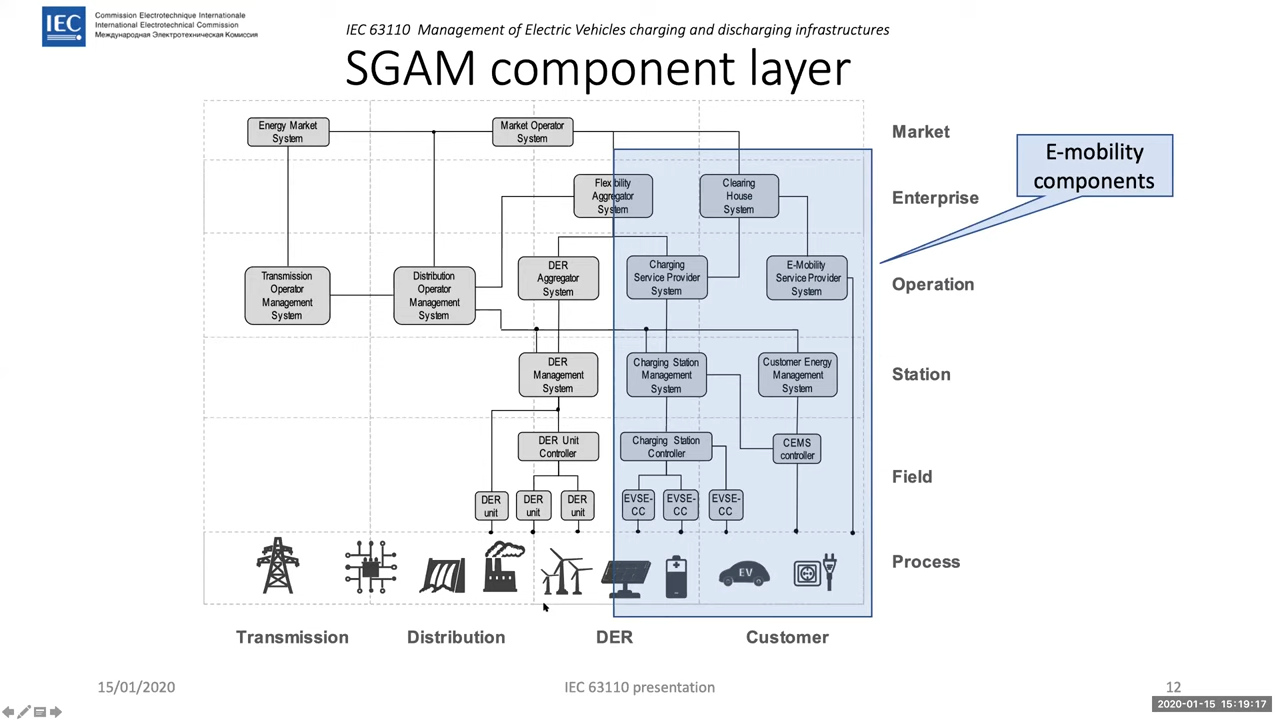 IEC
Commission Electrotechnique Internationale
International Electrotechnical Commission
Международная Электротехническая Комиссия
IEC 63110 Management of Electric Vehicles charging and discharging infrastructures
SGAM component layer
Energy Market
System
Market Operator
System
Market
E-mobility
components
Flexibility
Aggregator
System
Clearing
House
System
Enterprise
Transmission
Operator
Management
System
Distribution
Operator
Management
System
DER
Aggregator
System
Charging
Service Provider
System
E-Mobility
Service Provider
System
Operation
DER
Management
System
Charging Station
Management
System
Customer Energy
Management
System
Station
DER Unit
Controller
Charging Station
Controller
CEMS
controller
Field
DER
unit
DER
unit
DER
unit
EVSE-
CC
EVSE-
CC
EVSE-
CC
EV
Process
Transmission
Distribution
DER
Customer
15/01/2020
IEC 63110 presentation
12
2020-01-15 15:19:17